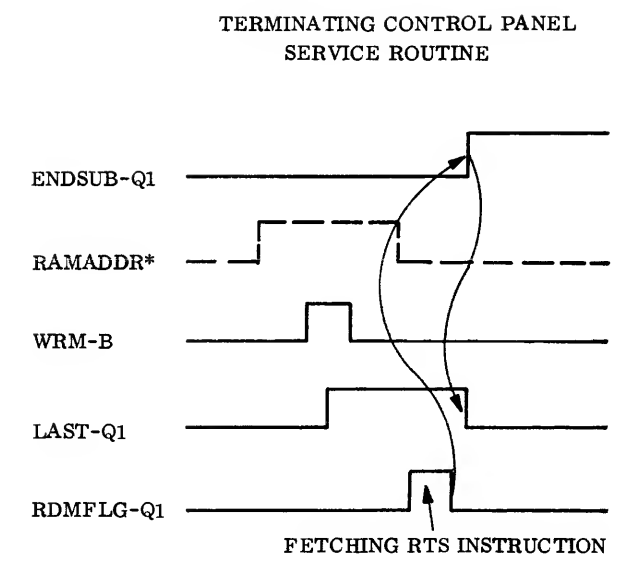 TERMINATING CONTROL PANEL
SERVICE ROUTINE
ENDSUB-Q1
RAMADDR*
WRM-B
LAST-Q1
RDMFLG-Q1
FETCHING RTS INSTRUCTION